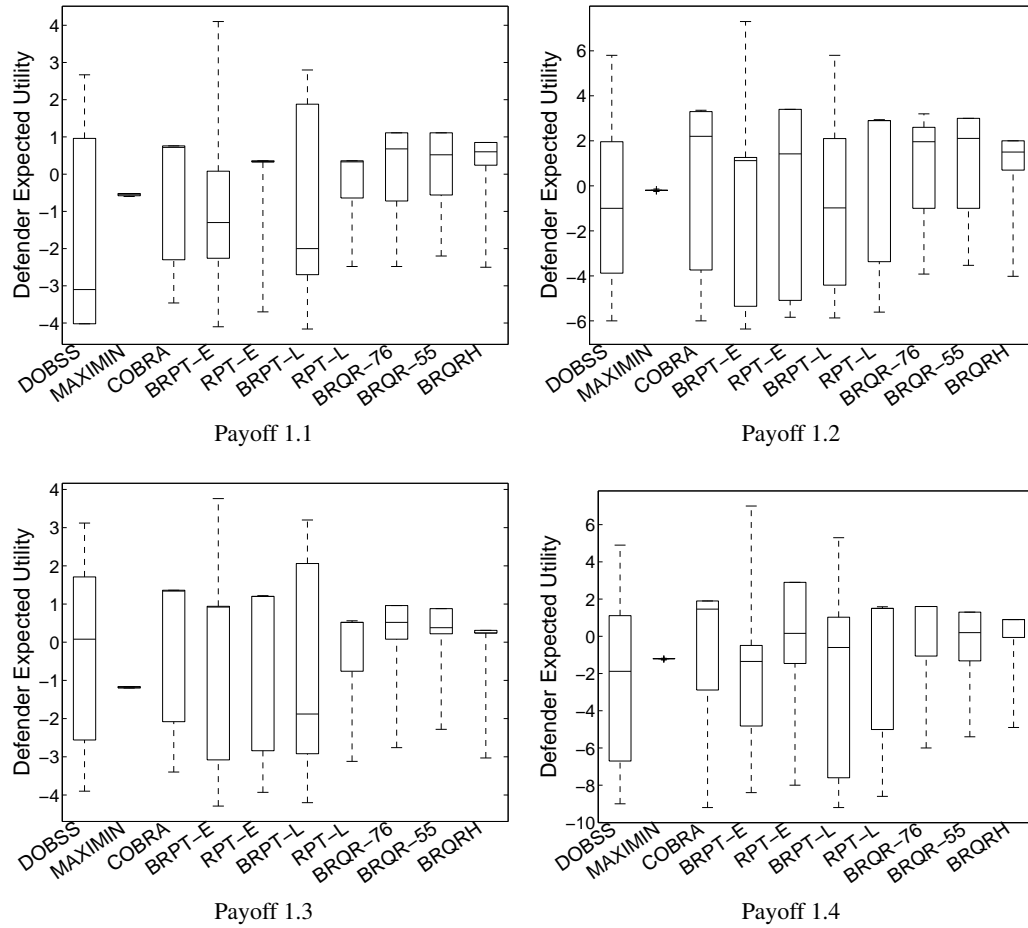 Defender Expected Utility
4
3
2
1
0
−1
−2
−3
−4
DOBSS
MAXIMIN
COBRA
BRPT−E
RPT−E
BRPT−L
RPT−L
BRQR−76
BRQR−55
BRQRH
Payoff 1.1
Defender Expected Utility
6
4
2
0
−2
−4
−6
DOBSS
MAXIMIN
COBRA
BRPT−E
RPT−E
BRPT−L
RPT−L
BRQR−76
BRQR−55
BRQRH
Payoff 1.2
Defender Expected Utility
4
3
2
1
0
−1
−2
−3
−4
DOBSS
MAXIMIN
COBRA
BRPT−E
RPT−E
BRPT−L
RPT−L
BRQR−76
BRQR−55
BRQRH
Payoff 1.3
Defender Expected Utility
6
4
2
0
−2
−4
−6
−8
−10
DOBSS
MAXIMIN
COBRA
BRPT−E
RPT−E
BRPT−L
RPT−L
BRQR−76
BRQR−55
BRQRH
Payoff 1.4